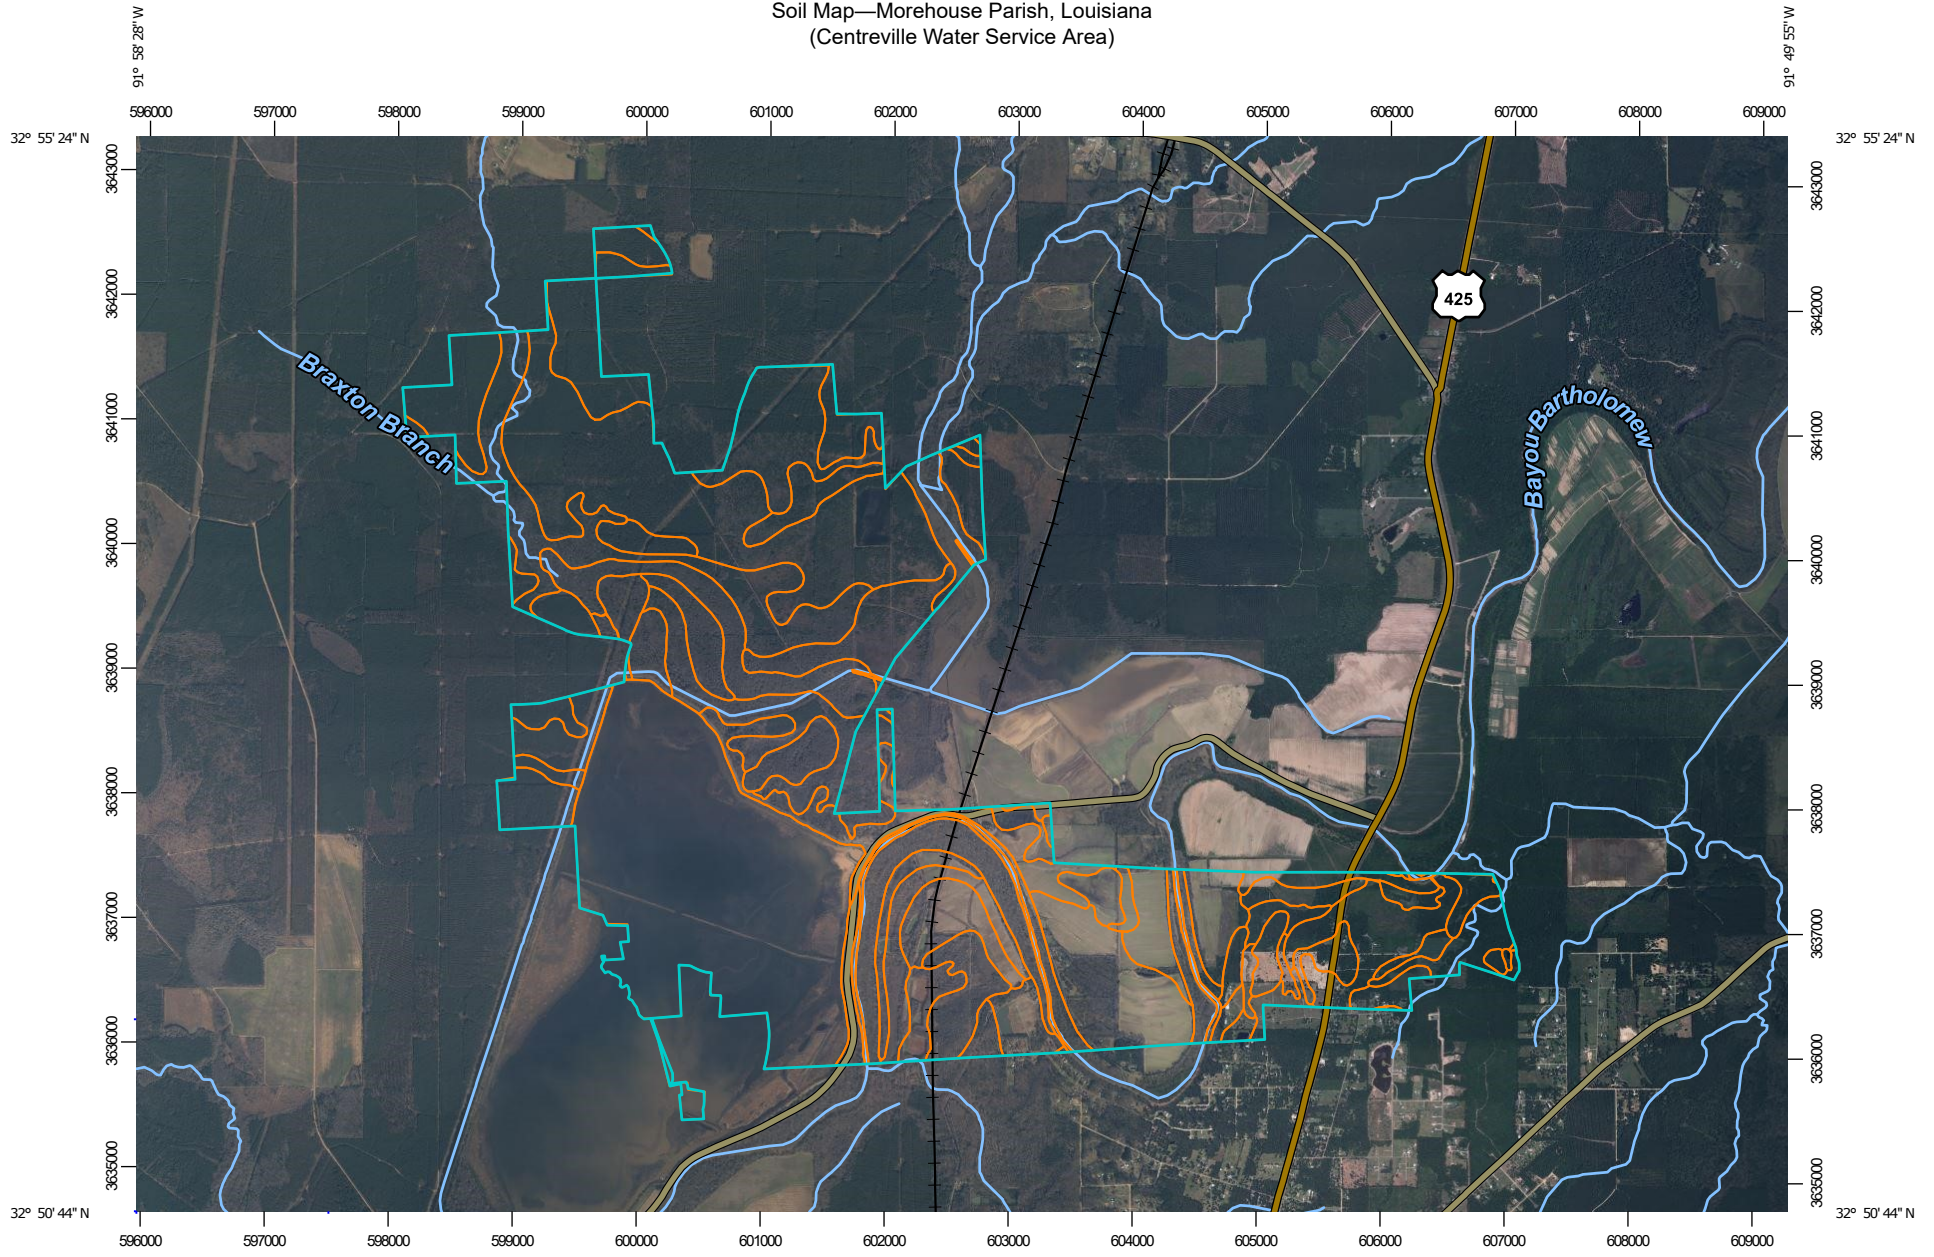 Soil Map—Morehouse Parish, Louisiana
(Centreville Water Service Area)
91° 58' 28'' W
91° 49' 55'' W
596000 597000 598000 599000 600000 601000 602000 603000 604000 605000 606000 607000 608000 609000
32° 55' 24'' N
32° 55' 24'' N
3643000
3642000
3641000
3640000
3639000
3638000
3637000
3636000
3635000
Braxton Branch
425
Bayou Bartholomew
3643000
3642000
3641000
3640000
3639000
3638000
3637000
3636000
3635000
32° 50' 44'' N
32° 50' 44'' N
596000 597000 598000 599000 600000 601000 602000 603000 604000 605000 606000 607000 608000 609000